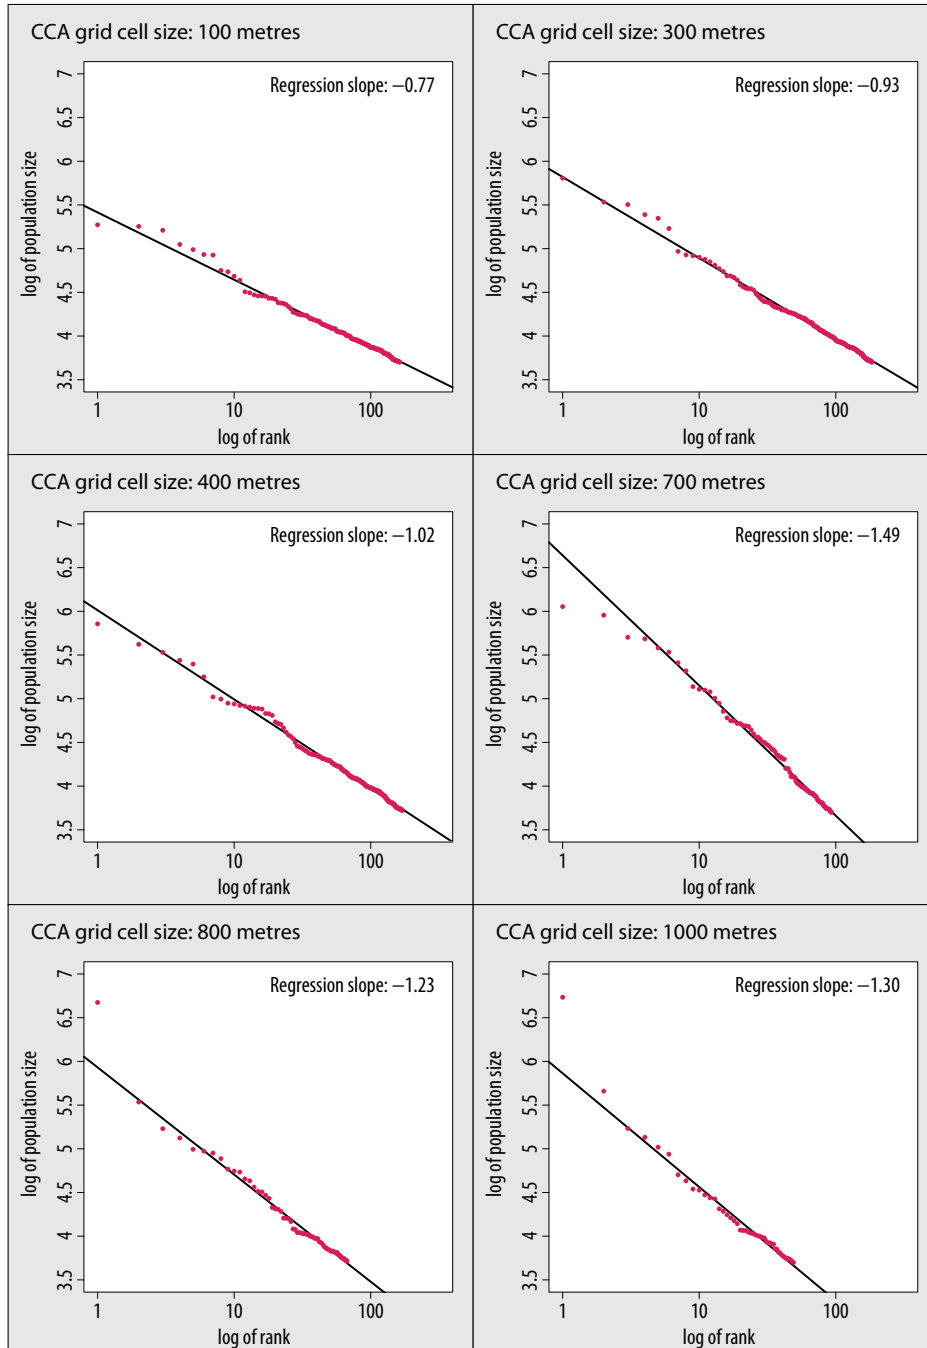 CCA grid cell size: 100 metres
Regression slope: −0.77
log of population size
7
6.5
6
5.5
5
4.5
4
3.5
1 10 100
log of rank
CCA grid cell size: 300 metres
Regression slope: −0.93
log of population size
7
6.5
6
5.5
5
4.5
4
3.5
1 10 100
log of rank
CCA grid cell size: 400 metres
Regression slope: −1.02
log of population size
7
6.5
6
5.5
5
4.5
4
3.5
1 10 100
log of rank
CCA grid cell size: 700 metres
Regression slope: −1.49
log of population size
7
6.5
6
5.5
5
4.5
4
3.5
1 10 100
log of rank
CCA grid cell size: 800 metres
Regression slope: −1.23
log of population size
7
6.5
6
5.5
5
4.5
4
3.5
1 10 100
log of rank
CCA grid cell size: 1000 metres
Regression slope: −1.30
log of population size
7
6.5
6
5.5
5
4.5
4
3.5
1 10 100
log of rank